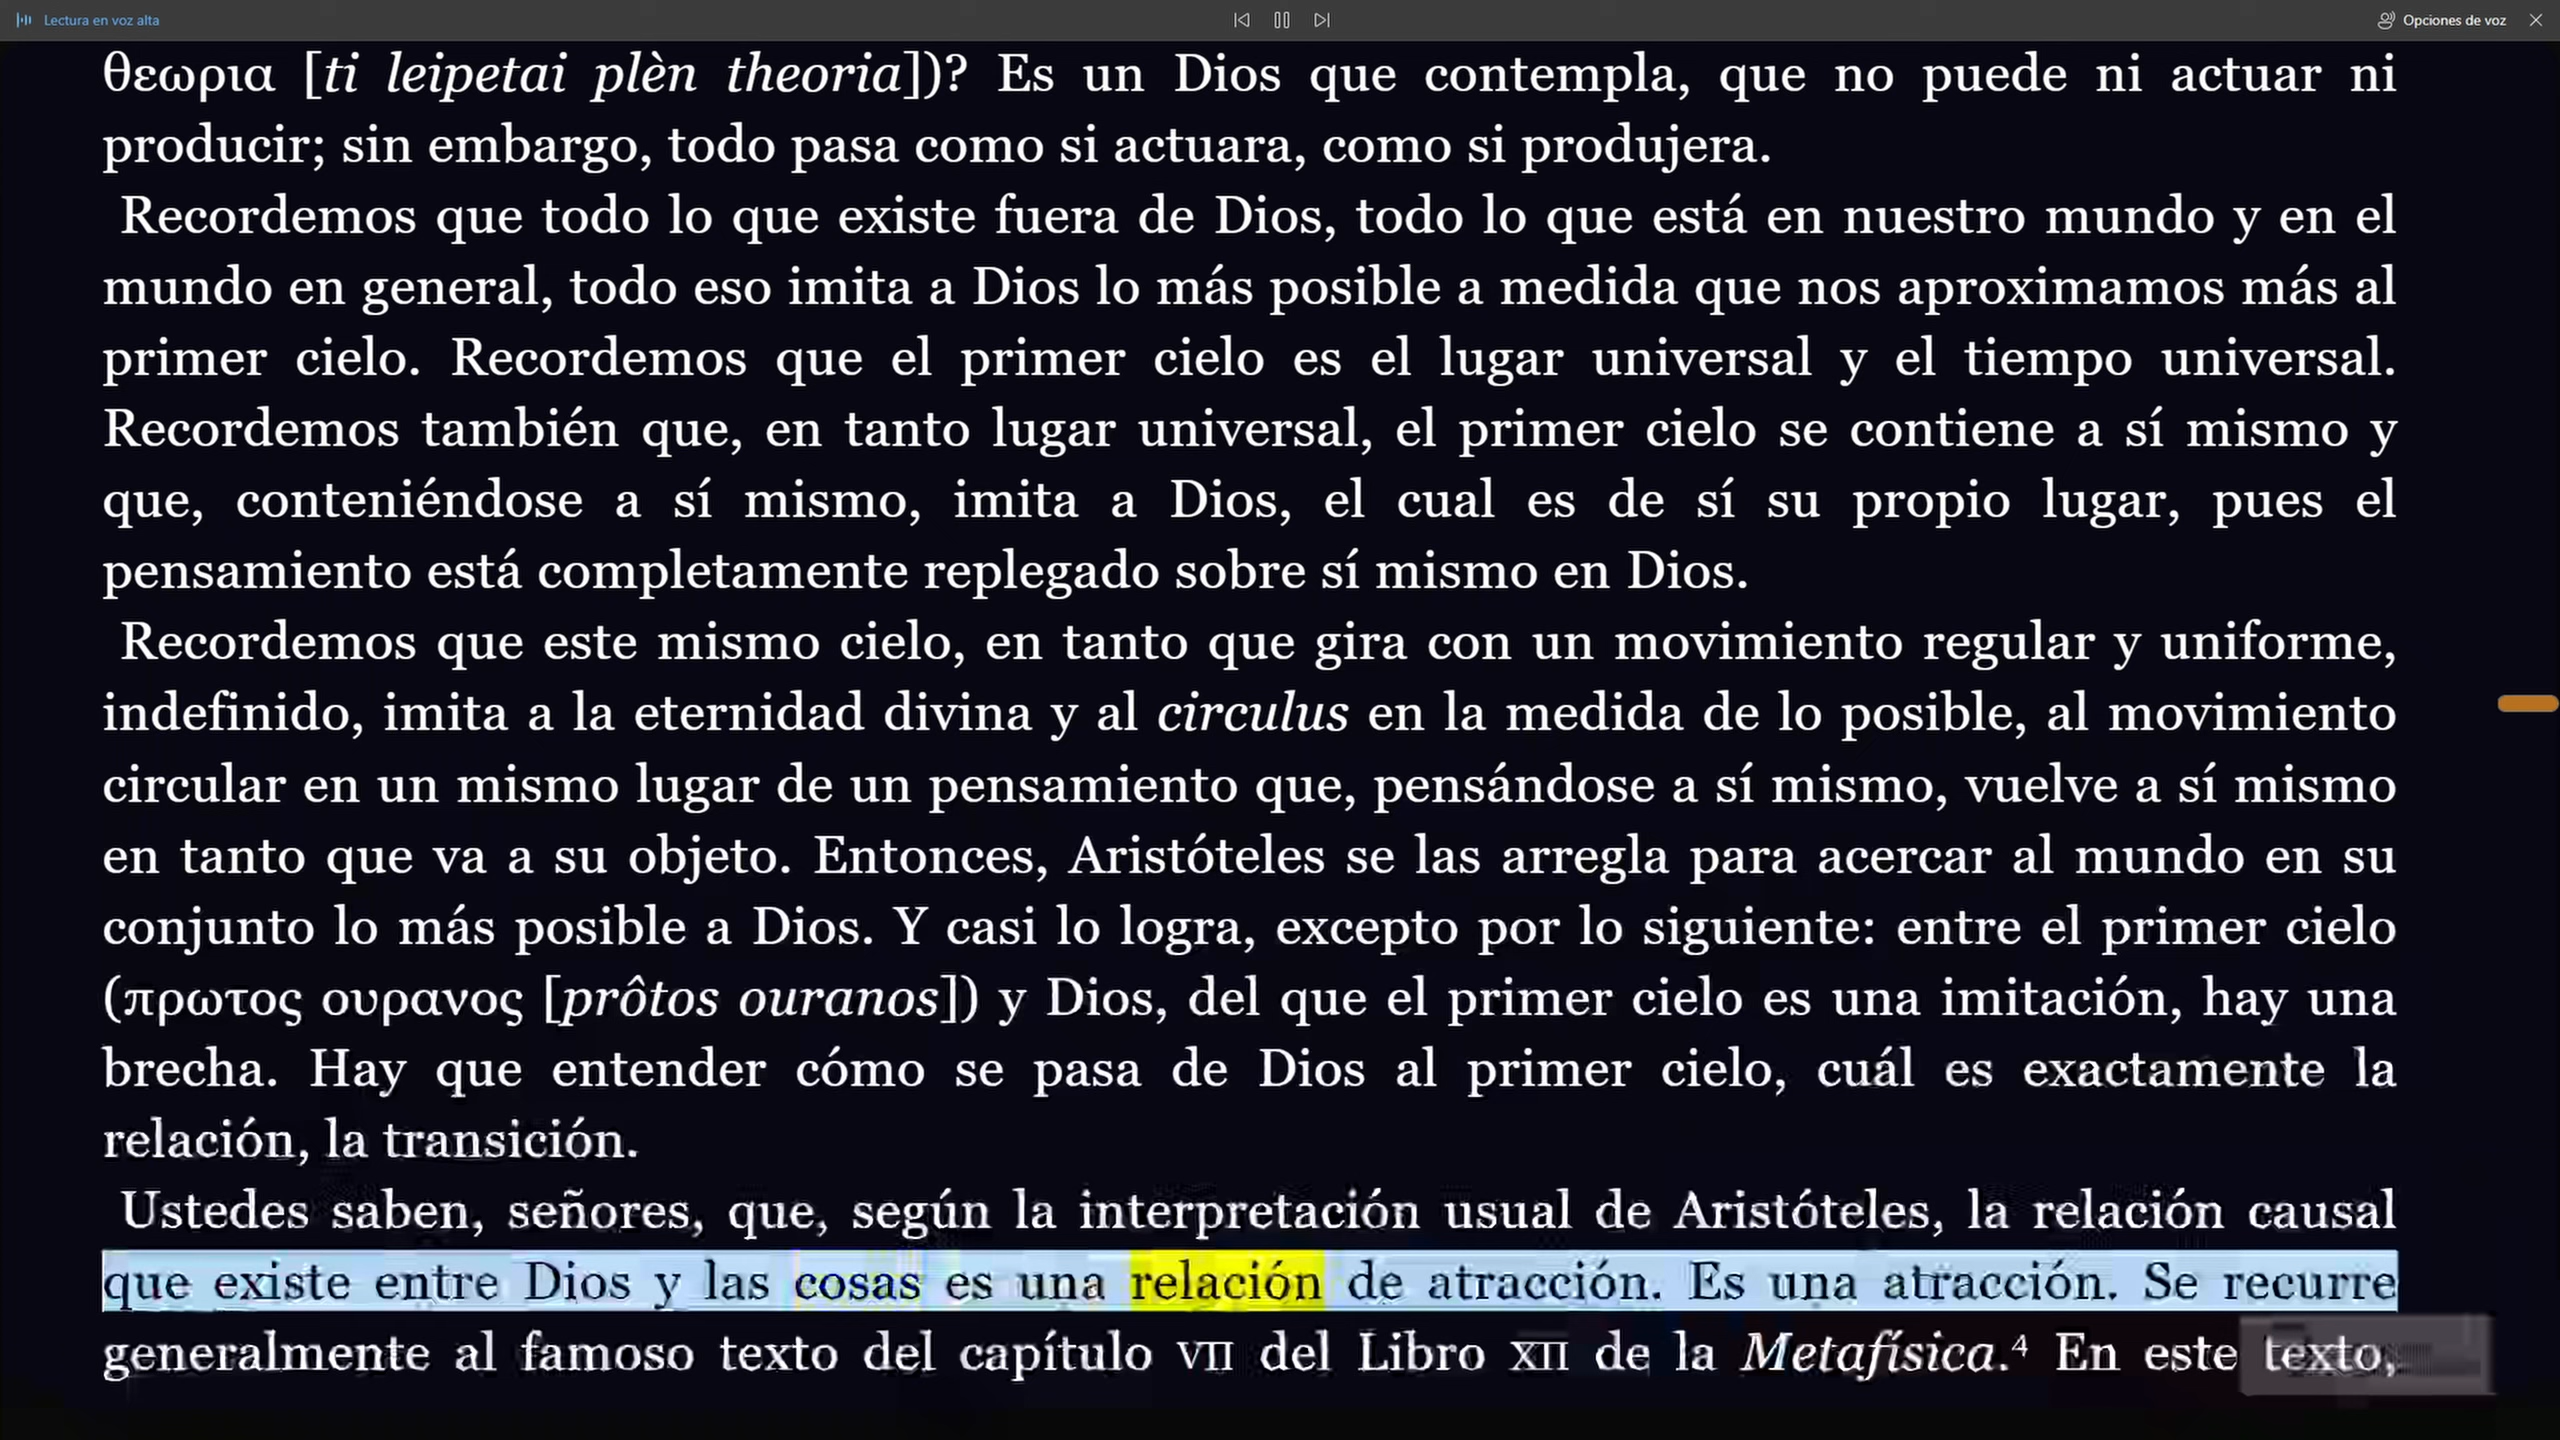 Lectura en voz alta
Opciones de voz
θεωρια [ti leipetai plèn theoria])? Es un Dios que contempla, que no puede ni actuar ni
producir; sin embargo, todo pasa como si actuara, como si produjera.
Recordemos que todo lo que existe fuera de Dios, todo lo que está en nuestro mundo y en el
mundo en general, todo eso imita a Dios lo más posible a medida que nos aproximamos más al
primer cielo. Recordemos que el primer cielo es el lugar universal y el tiempo universal.
Recordemos también que, en tanto lugar universal, el primer cielo se contiene a sí mismo y
que, conteniéndose a sí mismo, imita a Dios, el cual es de sí su propio lugar, pues el
pensamiento está completamente replegado sobre sí mismo en Dios.
Recordemos que este mismo cielo, en tanto que gira con un movimiento regular y uniforme,
indefinido, imita a la eternidad divina y al circulus en la medida de lo posible, al movimiento
circular en un mismo lugar de un pensamiento que, pensándose a sí mismo, vuelve a sí mismo
en tanto que va a su objeto. Entonces, Aristóteles se las arregla para acercar al mundo en su
conjunto lo más posible a Dios. Y casi lo logra, excepto por lo siguiente: entre el primer cielo
(πρωτος ουρανος [prôtos ouranos]) y Dios, del que el primer cielo es una imitación, hay una
brecha. Hay que entender cómo se pasa de Dios al primer cielo, cuál es exactamente la
relación, la transición.
Ustedes saben, señores, que, según la interpretación usual de Aristóteles, la relación causal
que existe entre Dios y las cosas es una relación de atracción. Es una atracción. Se recurre
generalmente al famoso texto del capítulo VII del Libro XII de la Metafísica.⁴ En este texto,